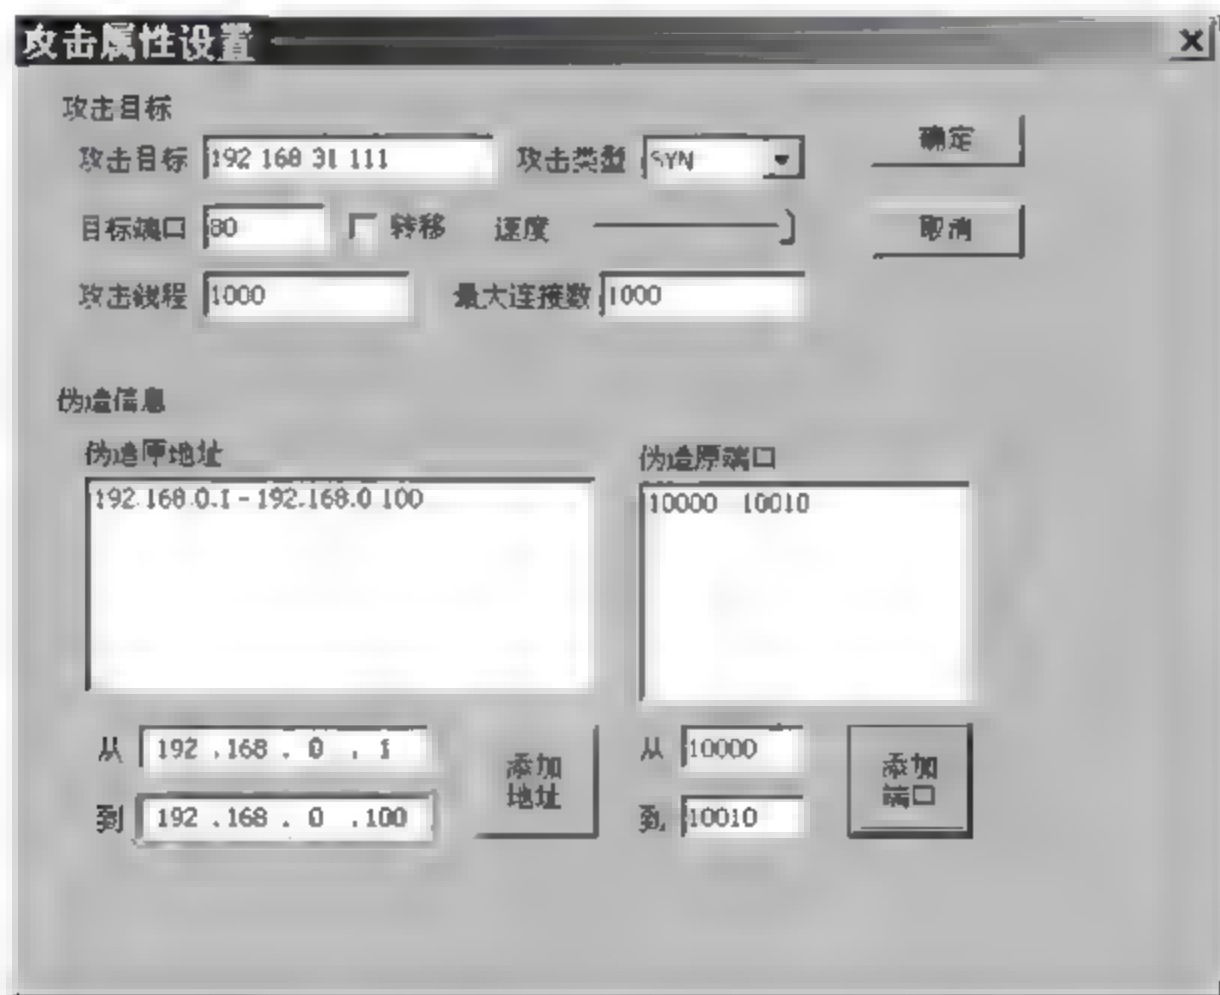 攻击属性设置
攻击目标
攻击目标 192 168 31 111 攻击类型 SYN 确定
目标端口 80 转移 速度 取消
攻击线程 1000 最大连接数 1000
伪造信息
伪造原地址 伪造原端口
192.168.0.1 - 192.168.0 100 10000 10010
从 192 .168 . 0 . 1 添加地址 从 10000 添加端口
到 192 .168 . 0 .100 到 10010